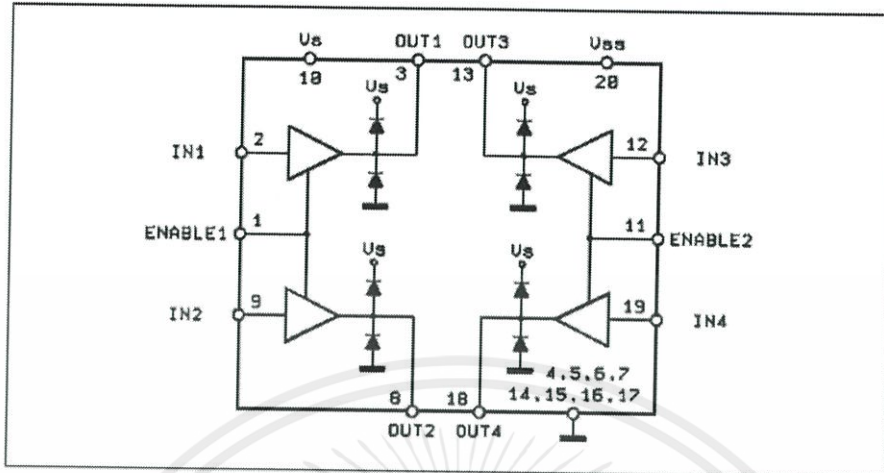 Vs OUT1 OUT3 Vss
10 3 13 20
Vs Vs
IN1 2 12 IN3
ENABLE1 1 11 ENABLE2
Vs Vs
IN2 9 19 IN4
4.5.6.7
8 18 14.15.16.17
OUT2 OUT4